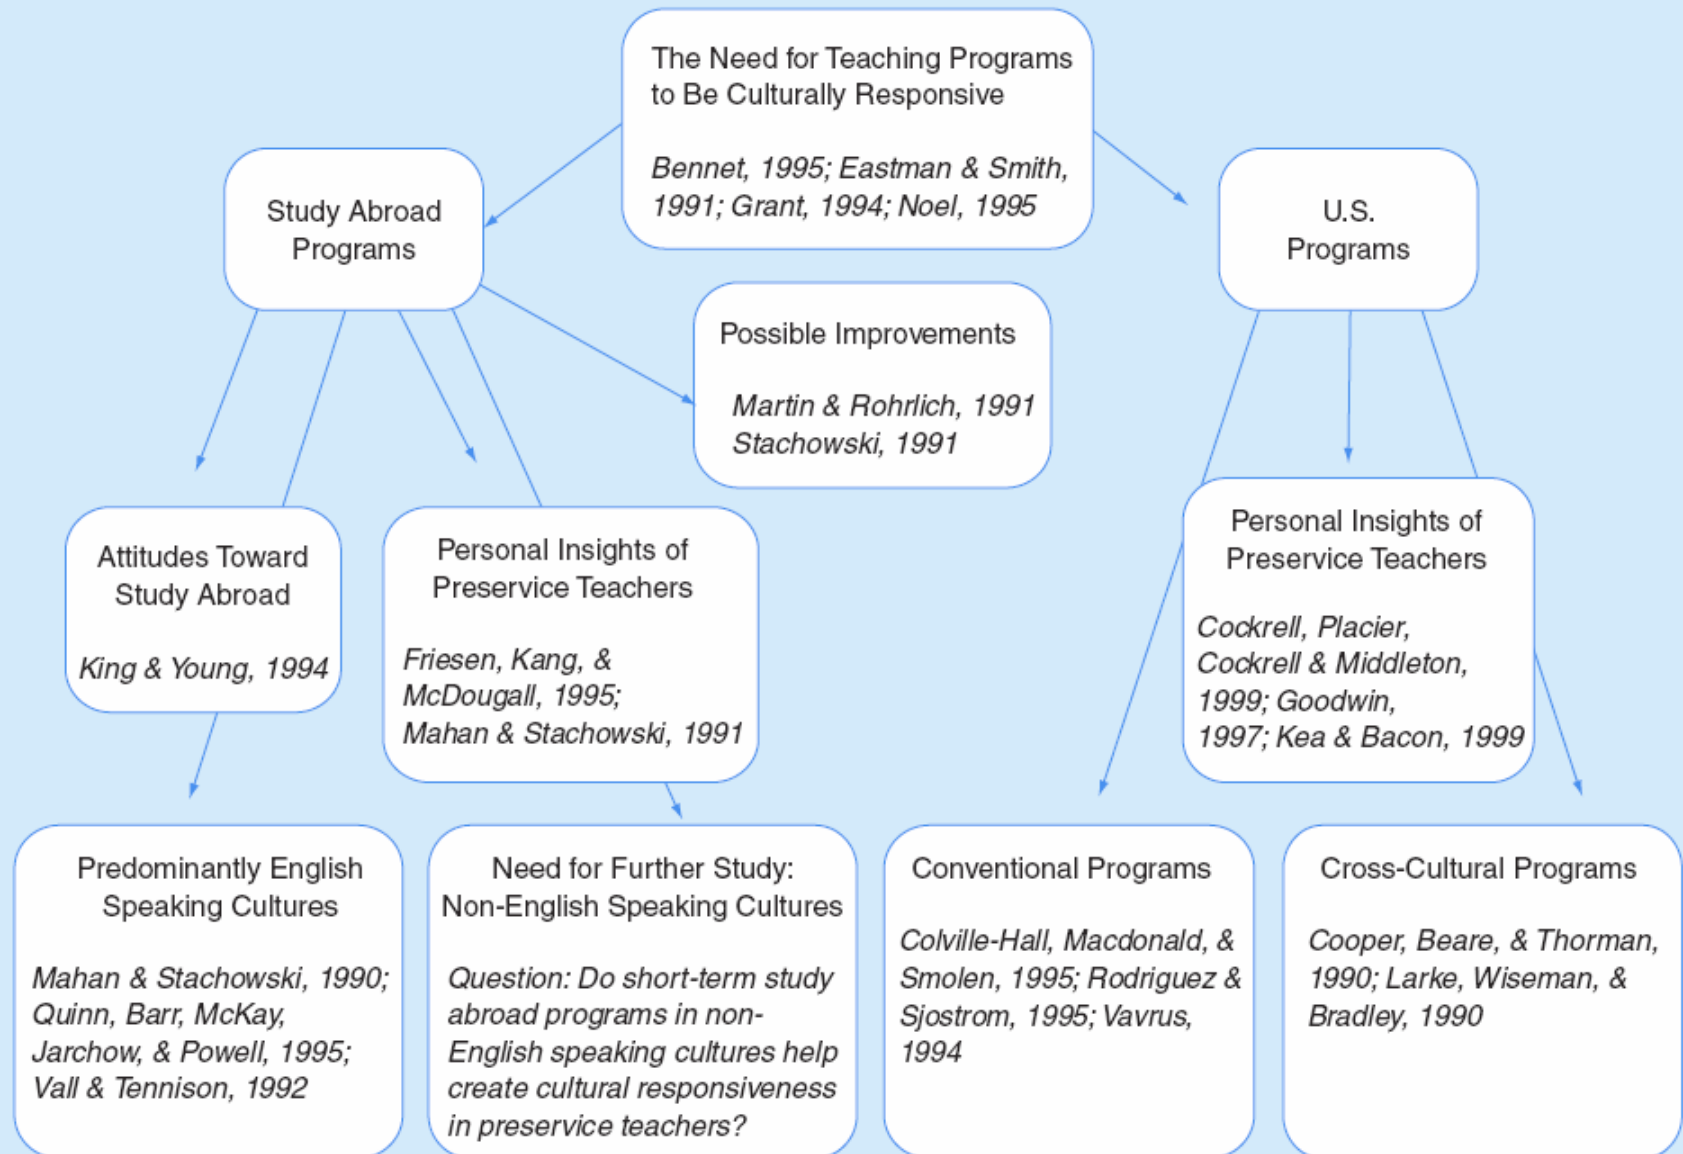 The Need for Teaching Programs
to Be Culturally Responsive
Bennet, 1995; Eastman & Smith,
1991; Grant, 1994; Noel, 1995
Study Abroad
Programs
U.S.
Programs
Possible Improvements
Martin & Rohrlich, 1991
Stachowski, 1991
Attitudes Toward
Study Abroad
King & Young, 1994
Personal Insights of
Preservice Teachers
Friesen, Kang, &
McDougall, 1995;
Mahan & Stachowski, 1991
Personal Insights of
Preservice Teachers
Cockrell, Placier,
Cockrell & Middleton,
1999; Goodwin,
1997; Kea & Bacon, 1999
Predominantly English
Speaking Cultures
Mahan & Stachowski, 1990;
Quinn, Barr, McKay,
Jarchow, & Powell, 1995;
Vall & Tennison, 1992
Need for Further Study:
Non-English Speaking Cultures
Question: Do short-term study
abroad programs in non-
English speaking cultures help
create cultural responsiveness
in preservice teachers?
Conventional Programs
Colville-Hall, Macdonald, &
Smolen, 1995; Rodriguez &
Sjostrom, 1995; Vavrus,
1994
Cross-Cultural Programs
Cooper, Beare, & Thorman,
1990; Larke, Wiseman, &
Bradley, 1990